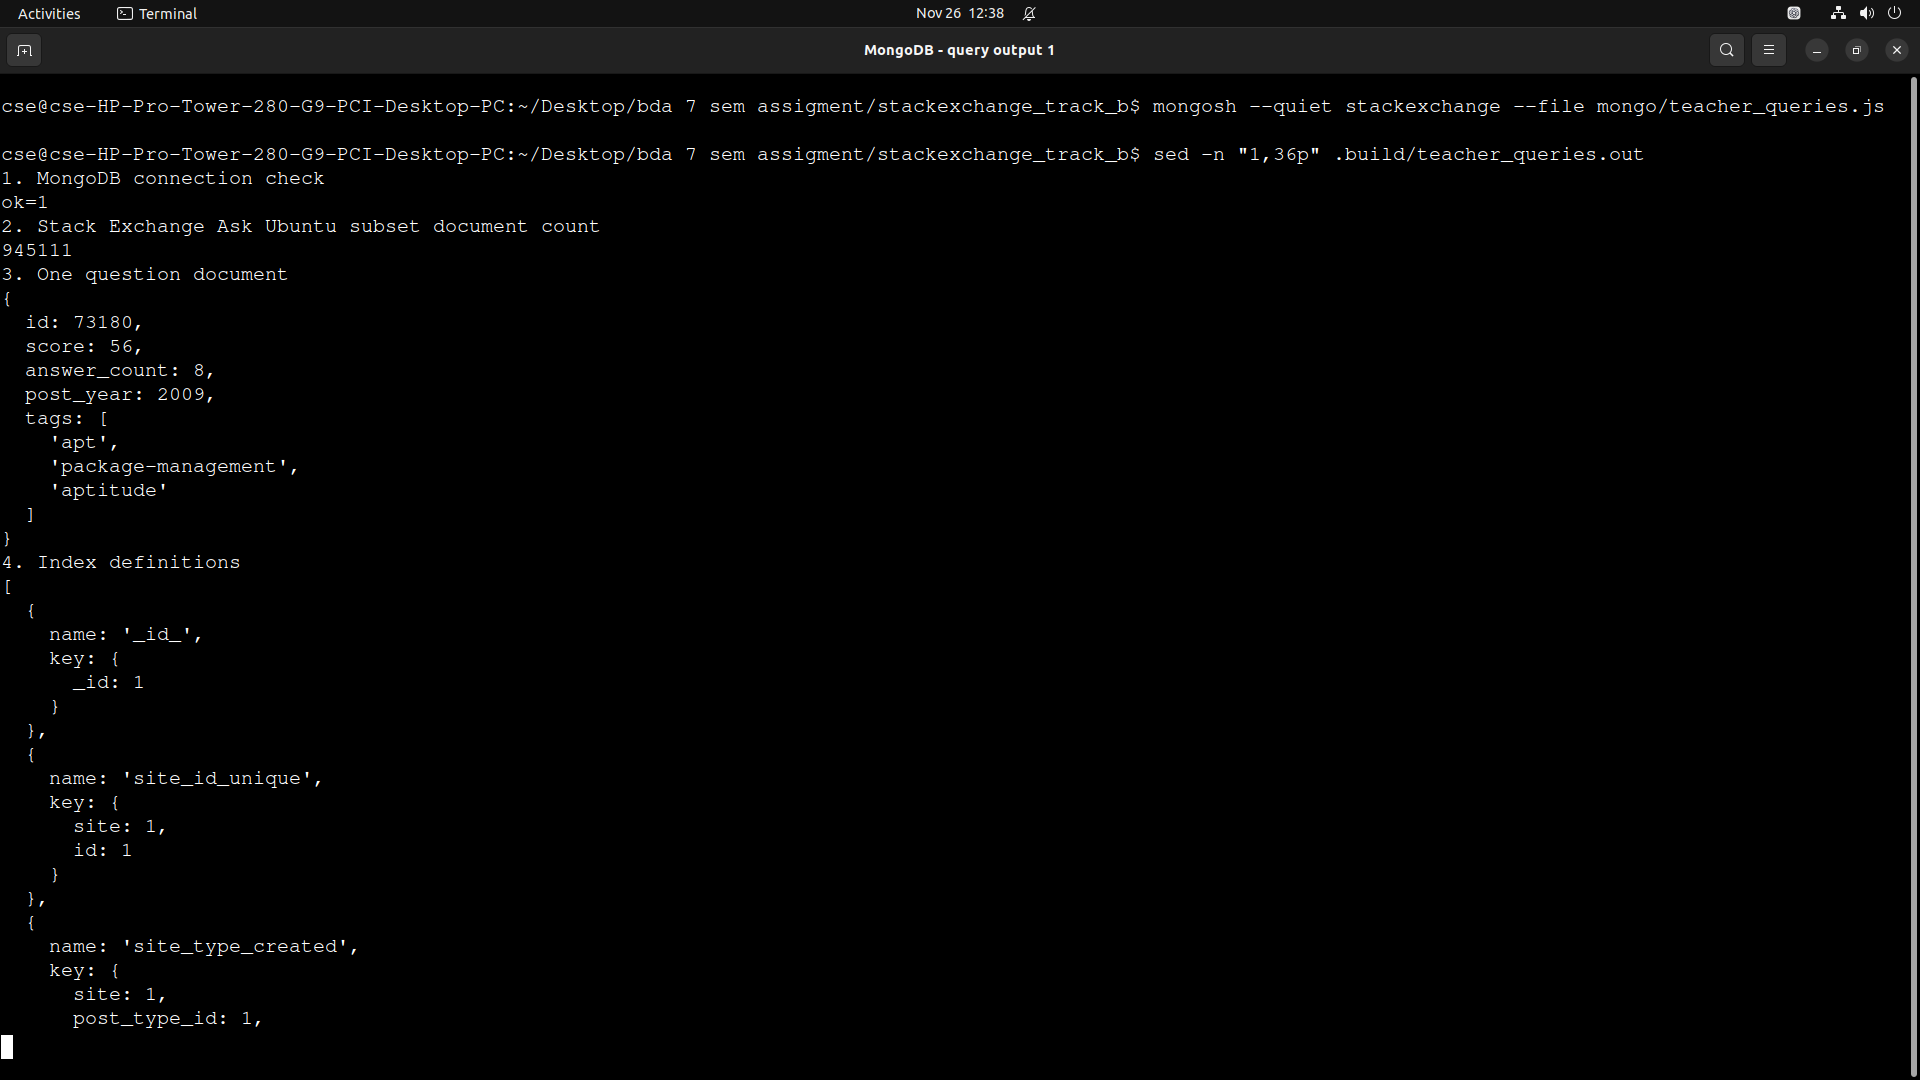 Activities
Terminal
Nov 26 12:38
MongoDB - query output 1
cse@cse-HP-Pro-Tower-280-G9-PCI-Desktop-PC:~/Desktop/bda 7 sem assigment/stackexchange_track_b$ mongosh --quiet stackexchange --file mongo/teacher_queries.js
cse@cse-HP-Pro-Tower-280-G9-PCI-Desktop-PC:~/Desktop/bda 7 sem assigment/stackexchange_track_b$ sed -n "1,36p" .build/teacher_queries.out
1. MongoDB connection check
ok=1
2. Stack Exchange Ask Ubuntu subset document count
945111
3. One question document
{
  id: 73180,
  score: 56,
  answer_count: 8,
  post_year: 2009,
  tags: [
    'apt',
    'package-management',
    'aptitude'
  ]
}
4. Index definitions
[
  {
    name: '_id_',
    key: {
      _id: 1
    }
  },
  {
    name: 'site_id_unique',
    key: {
      site: 1,
      id: 1
    }
  },
  {
    name: 'site_type_created',
    key: {
      site: 1,
      post_type_id: 1,